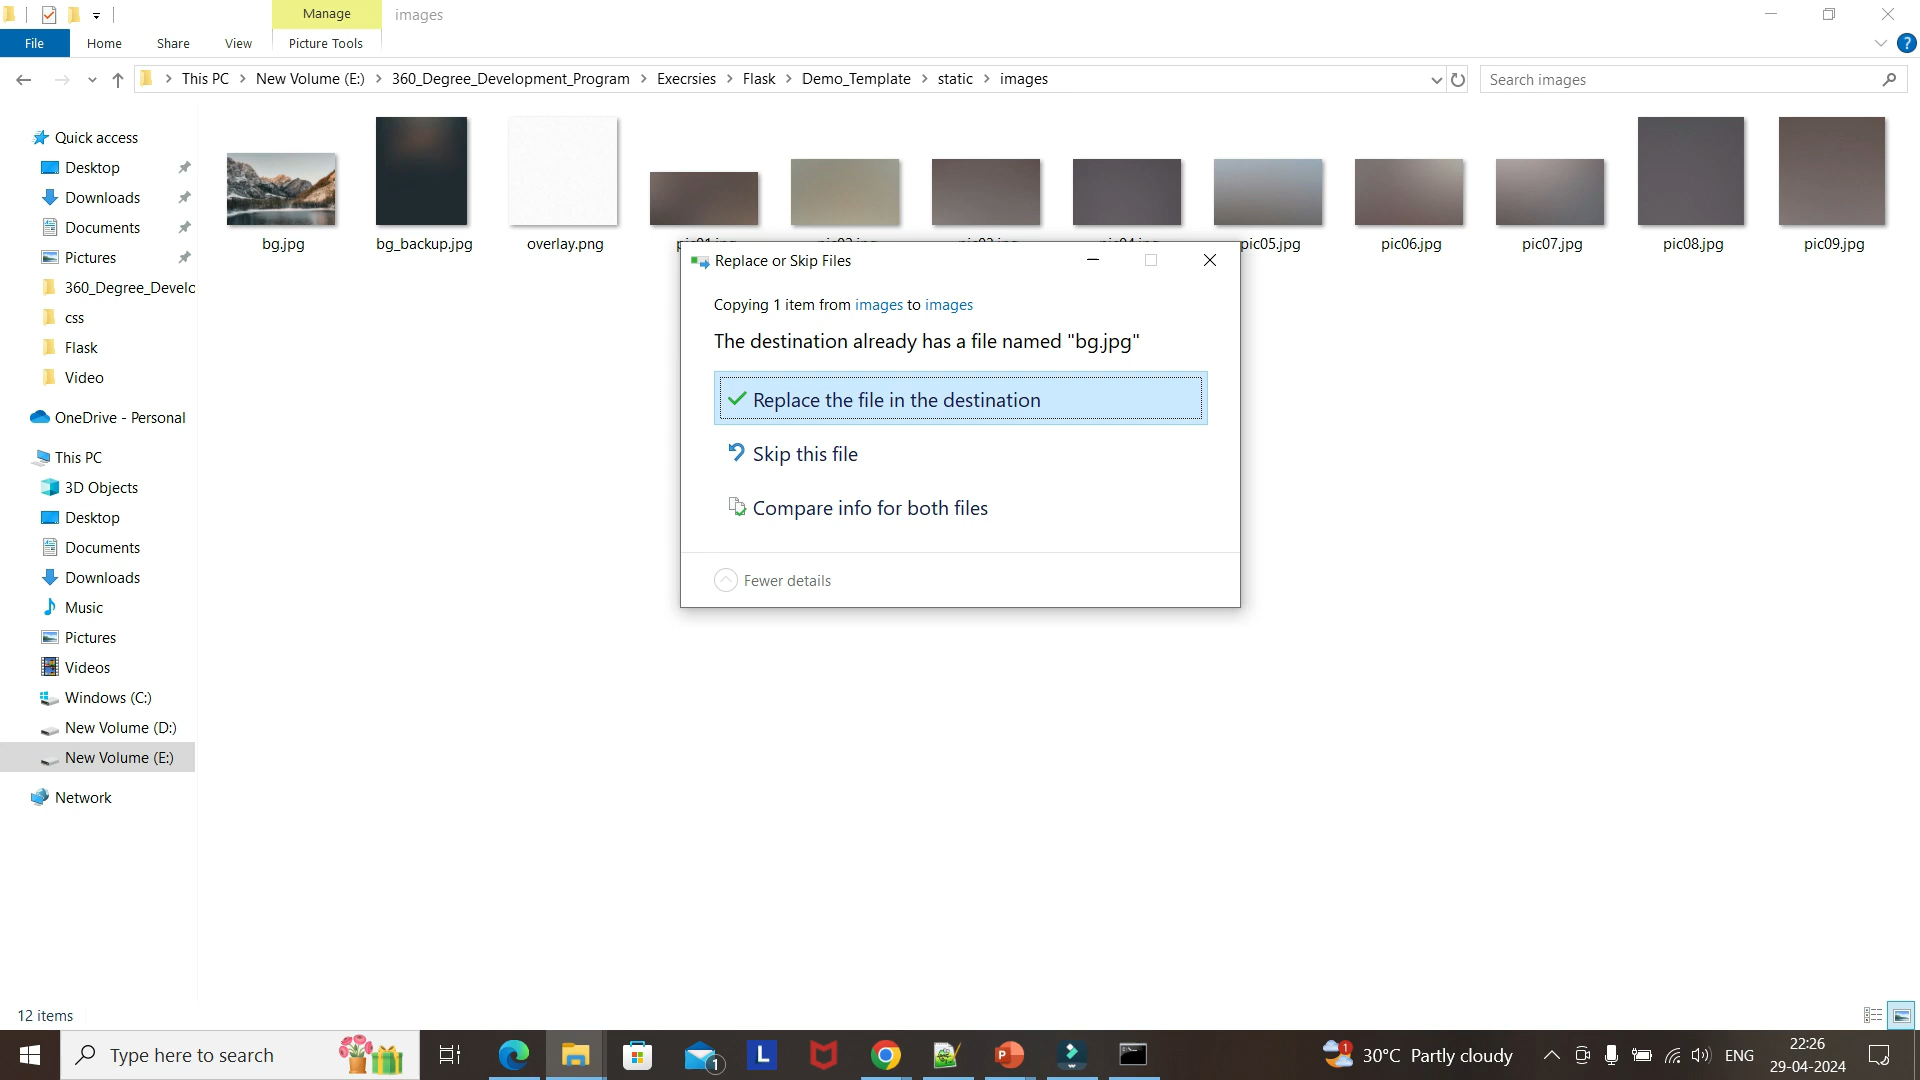 Manage
images
File
Home
Share
View
Picture Tools
This PC
New Volume (E:)
360_Degree_Development_Program
Execrsies
Flask
Demo_Template
static
images
Search images
Quick access
Desktop
Downloads
Documents
Pictures
360_Degree_Develo
css
Flask
Video
OneDrive - Personal
This PC
3D Objects
Desktop
Documents
Downloads
Music
Pictures
Videos
Windows (C:)
New Volume (D:)
New Volume (E:)
Network
bg.jpg
bg_backup.jpg
overlay.png
pic05.jpg
pic06.jpg
pic07.jpg
pic08.jpg
pic09.jpg
Replace or Skip Files
Copying 1 item from images to images
The destination already has a file named "bg.jpg"
Replace the file in the destination
Skip this file
Compare info for both files
Fewer details
12 items
Type here to search
1
L
1
30°C Partly cloudy
ENG
22:26
29-04-2024